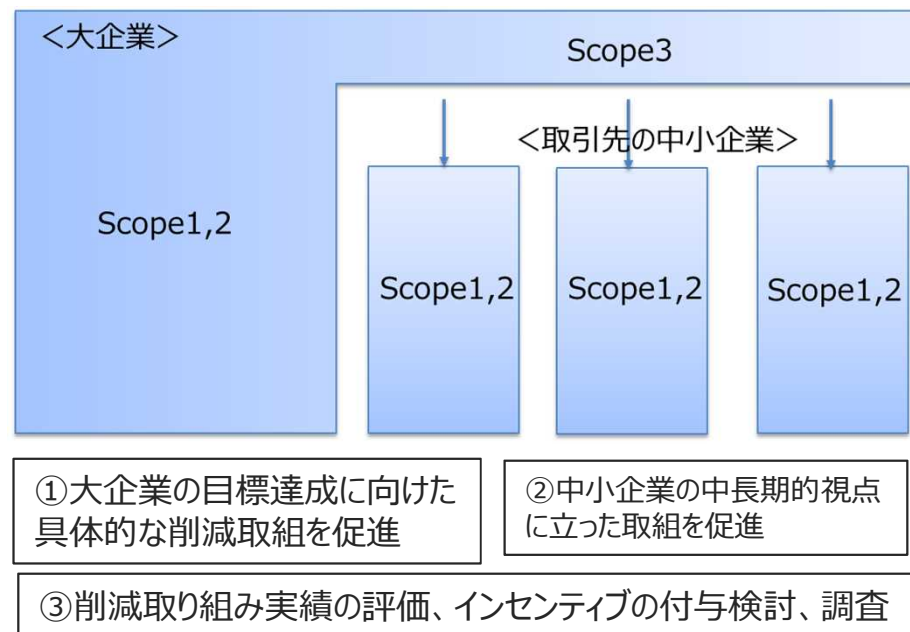 ＜大企業＞
Scope3
＜取引先の中小企業＞
Scope1,2
Scope1,2
Scope1,2
Scope1,2
①大企業の目標達成に向けた
具体的な削減取組を促進
②中小企業の中長期的視点
に立った取組を促進
③削減取り組み実績の評価、インセンティブの付与検討、調査